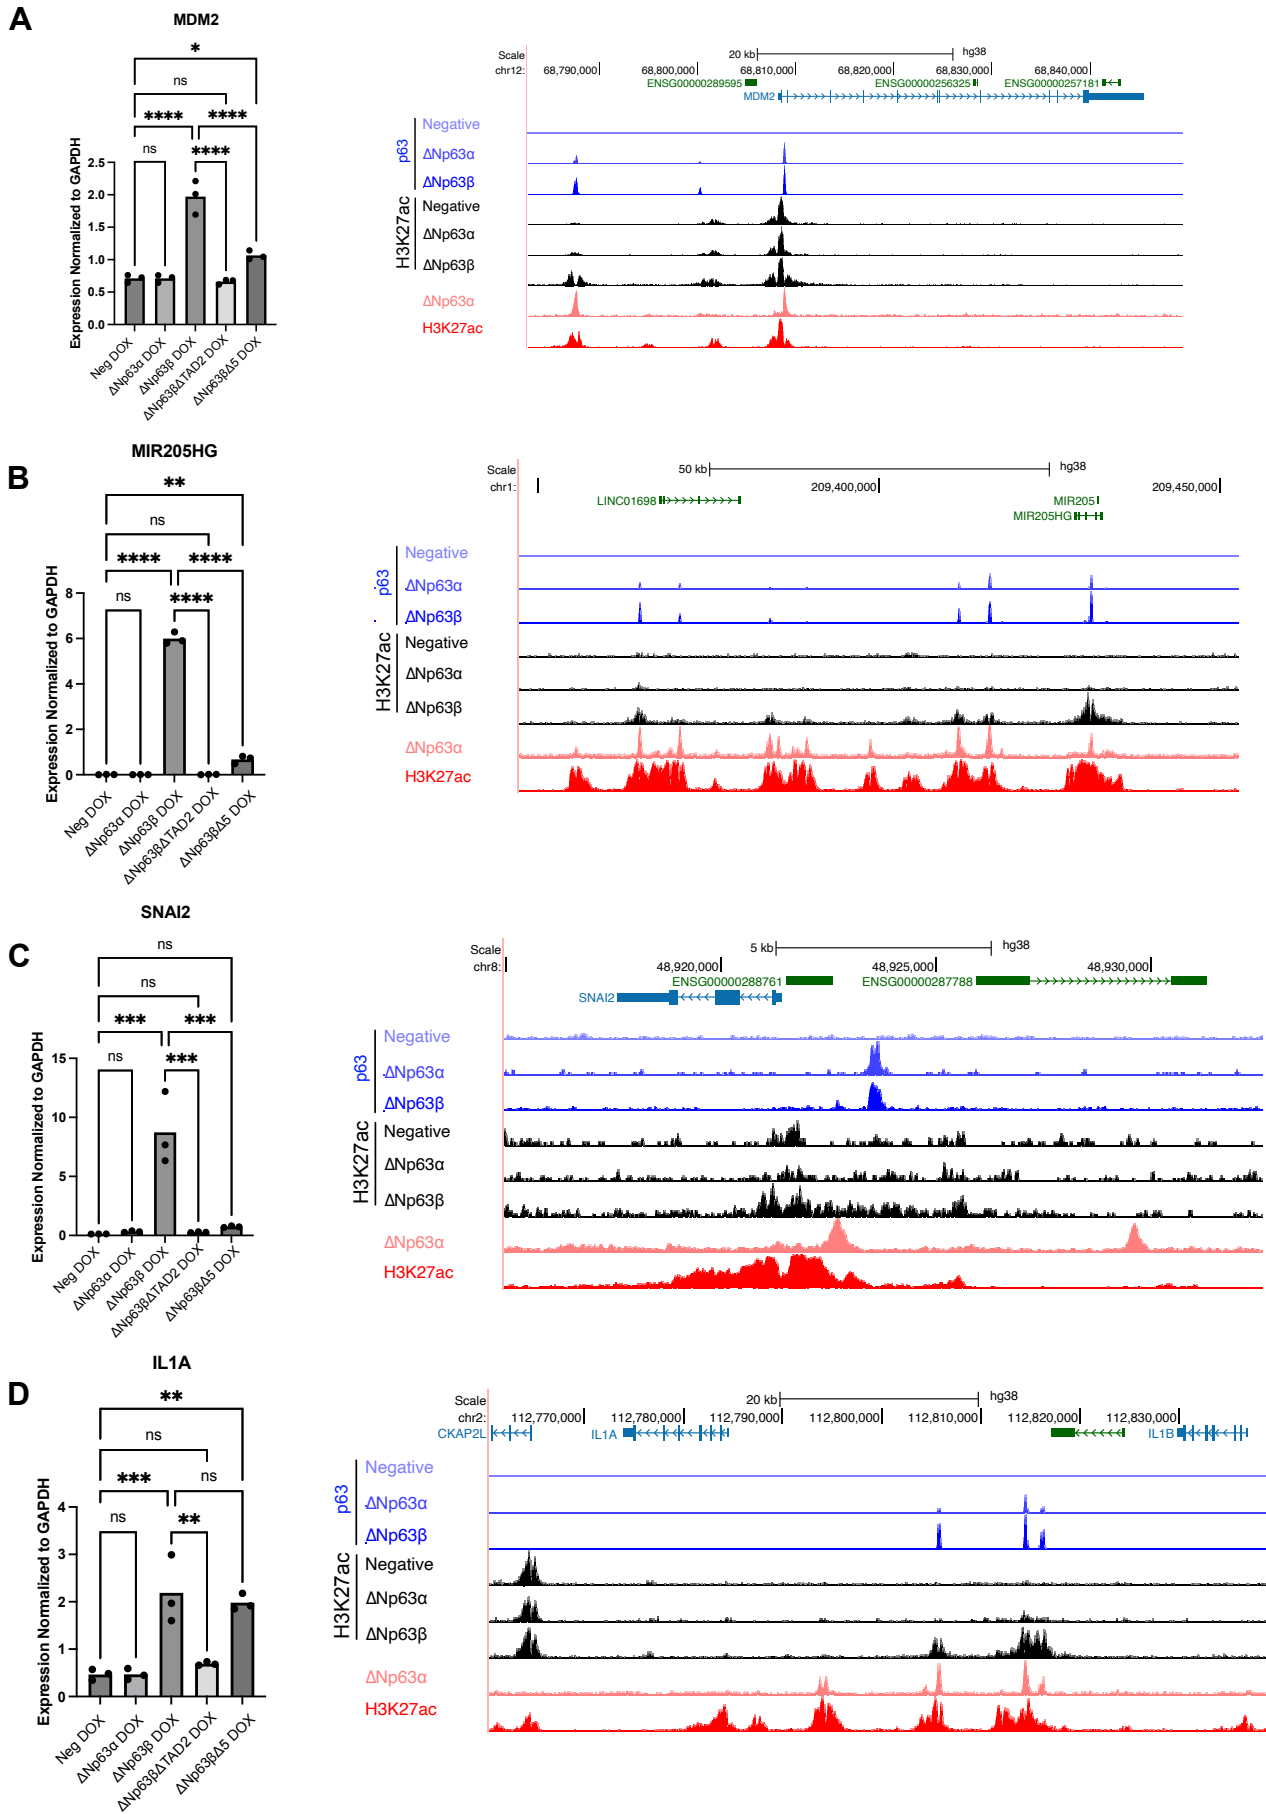 A
MDM2
*
ns
**** ****
ns ****
Expression Normalized to GAPDH
2.5
2.0
1.5
1.0
0.5
0.0
Neg DOX
ΔNp63α DOX
ΔNp63β DOX
ΔNp63βΔTAD2 DOX
ΔNp63βΔ5 DOX
Scale 20 kb hg38
chr12: 68,790,000 68,800,000 68,810,000 68,820,000 68,830,000 68,840,000
ENSG00000289595 ENSG00000256325 ENSG00000257181
MDM2
p63
Negative
ΔNp63α
ΔNp63β
H3K27ac
Negative
ΔNp63α
ΔNp63β
ΔNp63α
H3K27ac
B
MIR205HG
**
ns
**** ****
ns ****
Expression Normalized to GAPDH
8
6
4
2
0
Neg DOX
ΔNp63α DOX
ΔNp63β DOX
ΔNp63βΔTAD2 DOX
ΔNp63βΔ5 DOX
Scale 50 kb hg38
chr1: 209,400,000 209,450,000
LINC01698 MIR205
MIR205HG
p63
Negative
ΔNp63α
ΔNp63β
H3K27ac
Negative
ΔNp63α
ΔNp63β
ΔNp63α
H3K27ac
C
SNAI2
ns
ns
*** ***
ns ***
Expression Normalized to GAPDH
15
10
5
0
Neg DOX
ΔNp63α DOX
ΔNp63β DOX
ΔNp63βΔTAD2 DOX
ΔNp63βΔ5 DOX
Scale 5 kb hg38
chr8: 48,920,000 48,925,000 48,930,000
ENSG00000288761 ENSG00000287788
SNAI2
p63
Negative
ΔNp63α
ΔNp63β
H3K27ac
Negative
ΔNp63α
ΔNp63β
ΔNp63α
H3K27ac
D
IL1A
**
ns
*** ns
ns **
Expression Normalized to GAPDH
4
3
2
1
0
Neg DOX
ΔNp63α DOX
ΔNp63β DOX
ΔNp63βΔTAD2 DOX
ΔNp63βΔ5 DOX
Scale 20 kb hg38
chr2: 112,770,000 112,780,000 112,790,000 112,800,000 112,810,000 112,820,000 112,830,000
CKAP2L IL1A IL1B
p63
Negative
ΔNp63α
ΔNp63β
H3K27ac
Negative
ΔNp63α
ΔNp63β
ΔNp63α
H3K27ac